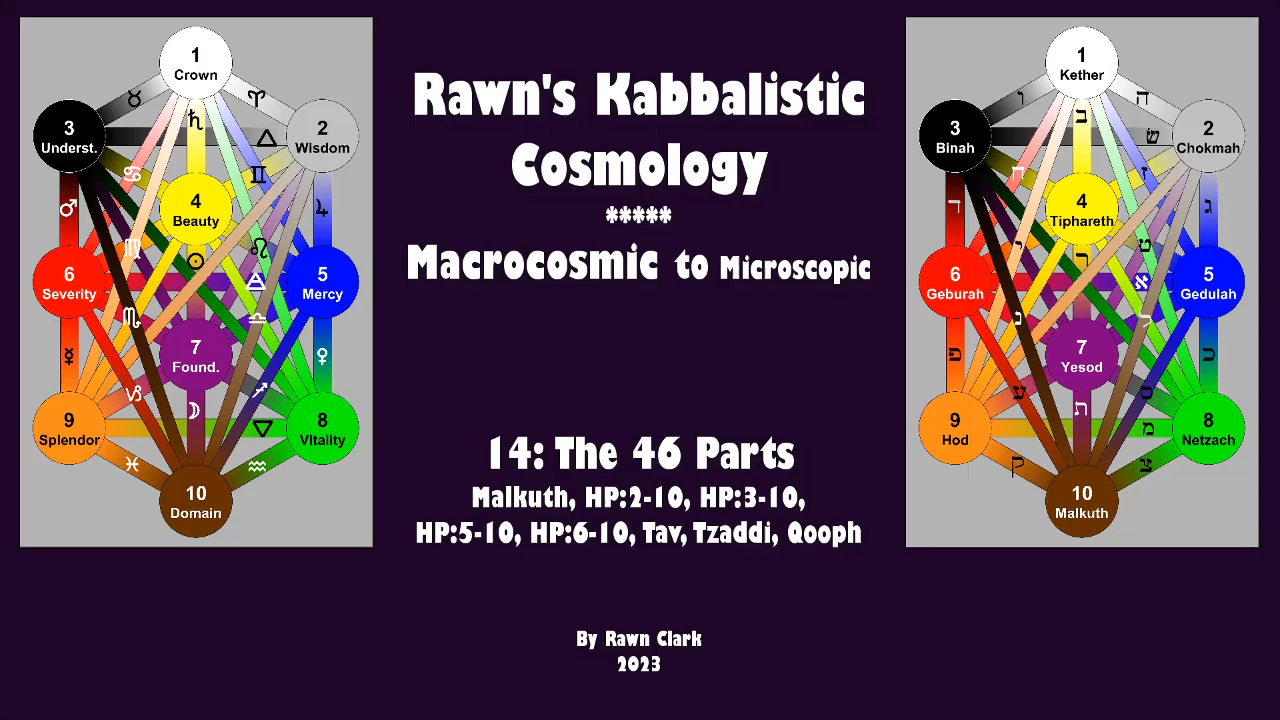 1
Crown
♉ ♈
♄
3
Underst.
2
Wisdom
♋ ♊
4
Beauty
♂ ♃
♍ ♌
☉
6
Severity
5
Mercy
♏ ♎
7
Found.
☿ ♀
♑ ♐
☽
9
Splendor
8
Vitality
♓ ♒
10
Domain
Rawn's Kabbalistic
Cosmology
*****
Macrocosmic to Microscopic
14: The 46 Parts
Malkuth, HP:2-10, HP:3-10,
HP:5-10, HP:6-10, Tav, Tzaddi, Qooph
By Rawn Clark
2023
1
Kether
ו ה
ב
3
Binah
שׂ
2
Chokmah
ח ז
4
Tiphareth
ד ג
י ט
ר
6
Geburah
א
5
Gedulah
נ ל
7
Yesod
פ
ע ס
ת
9
Hod
מ
8
Netzach
ק צ
10
Malkuth